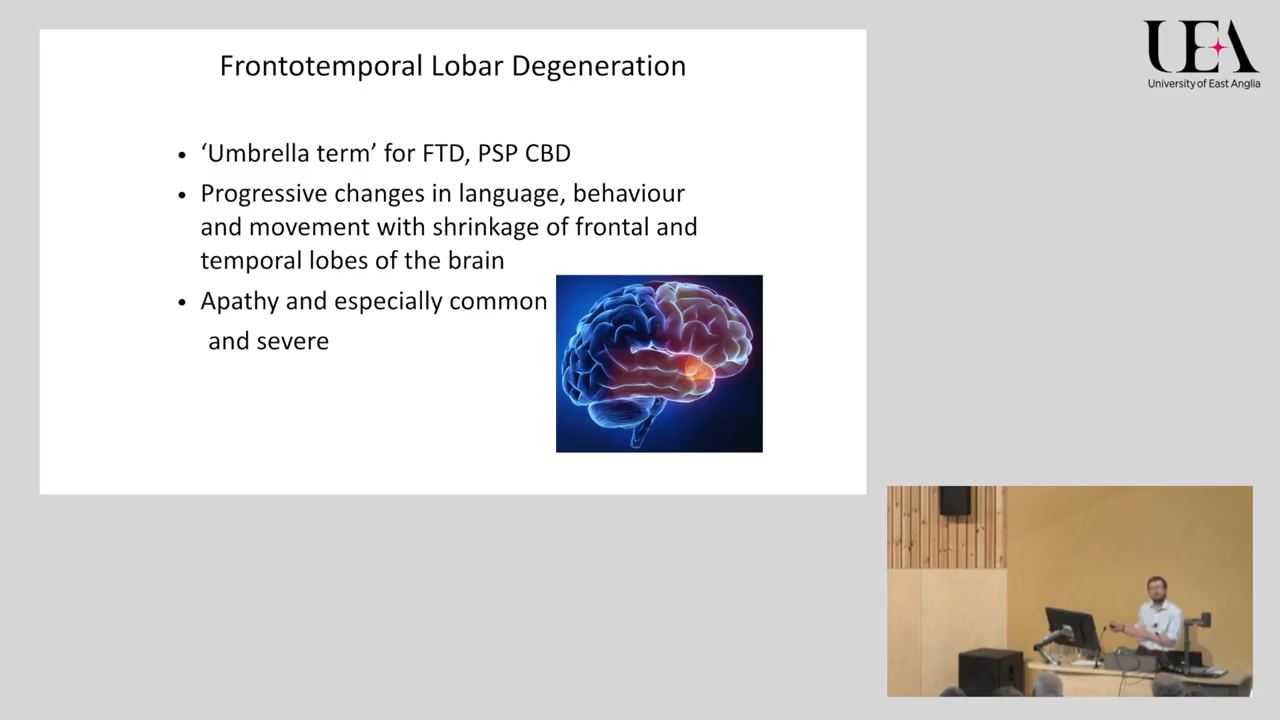 Frontotemporal Lobar Degeneration
• ‘Umbrella term’ for FTD, PSP CBD
• Progressive changes in language, behaviour
and movement with shrinkage of frontal and
temporal lobes of the brain
• Apathy and especially common
and severe
UEA
University of East Anglia